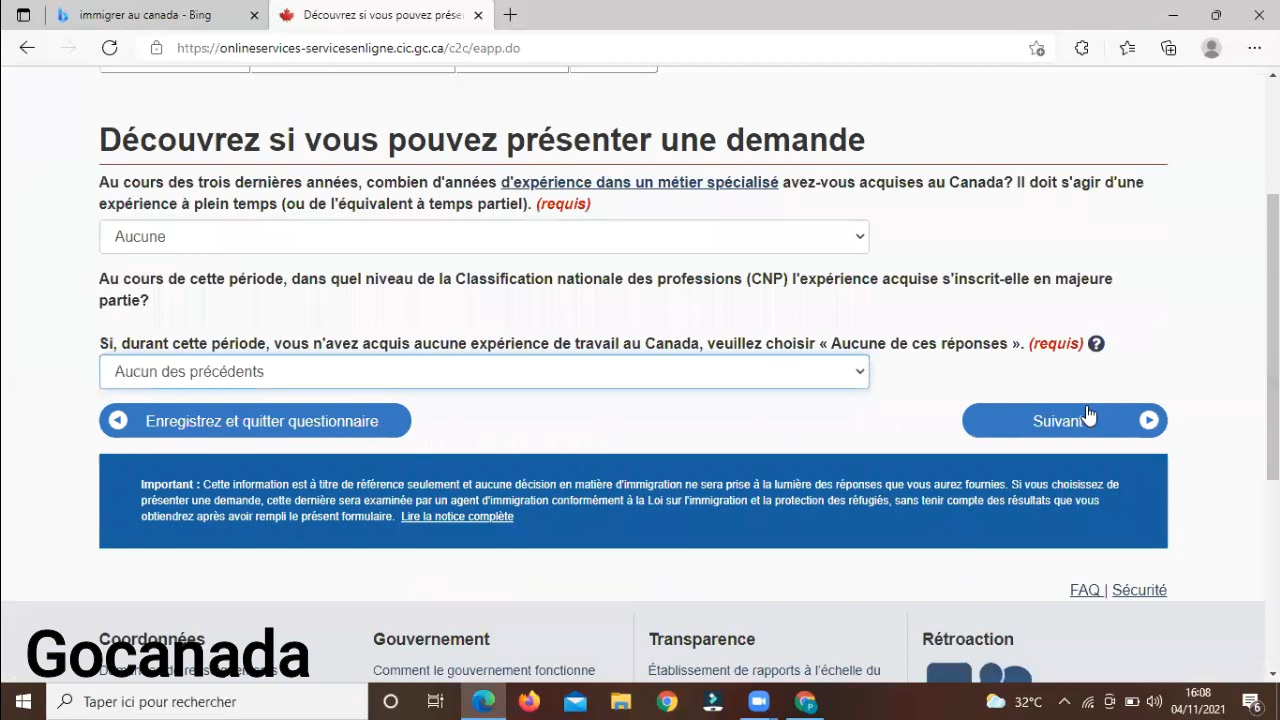 immigrer au canada - Bing
Découvrez si vous pouvez prése
https://onlineservices-servicesenligne.cic.gc.ca/c2c/eapp.do
Découvrez si vous pouvez présenter une demande
Au cours des trois dernières années, combien d'années d'expérience dans un métier spécialisé avez-vous acquises au Canada? Il doit s'agir d'une
expérience à plein temps (ou de l'équivalent à temps partiel). (requis)
Aucune
Au cours de cette période, dans quel niveau de la Classification nationale des professions (CNP) l'expérience acquise s'inscrit-elle en majeure
partie?
Si, durant cette période, vous n'avez acquis aucune expérience de travail au Canada, veuillez choisir « Aucune de ces réponses ». (requis) ?
Aucun des précédents
Enregistrez et quitter questionnaire
Suivant
Important : Cette information est à titre de référence seulement et aucune décision en matière d'immigration ne sera prise à la lumière des réponses que vous aurez fournies. Si vous choisissez de
présenter une demande, cette dernière sera examinée par un agent d'immigration conformément à la Loi sur l'immigration et la protection des réfugiés, sans tenir compte des résultats que vous
obtiendrez après avoir rempli le présent formulaire. Lire la notice complète
FAQ | Sécurité
Coordonnées
Gouvernement
Transparence
Rétroaction
Gocanada
Comment le gouvernement fonctionne
Établissement de rapports à l'échelle du
Taper ici pour rechercher
32°C
16:08
04/11/2021
6